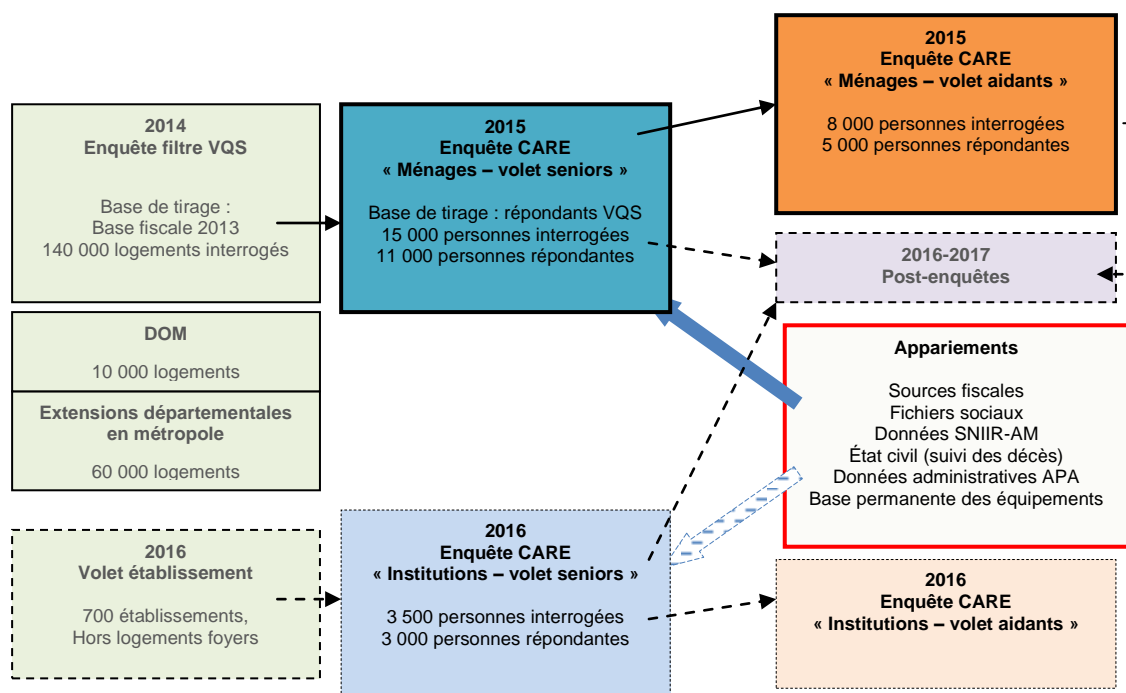 2014
Enquête filtre VQS
Base de tirage :
Base fiscale 2013
140 000 logements interrogés
DOM
10 000 logements
Extensions départementales
en métropole
60 000 logements
2016
Volet établissement
700 établissements,
Hors logements foyers
2015
Enquête CARE
« Ménages – volet seniors »
Base de tirage : répondants VQS
15 000 personnes interrogées
11 000 personnes répondantes
2016
Enquête CARE
« Institutions – volet seniors »
3 500 personnes interrogées
3 000 personnes répondantes
2015
Enquête CARE
« Ménages – volet aidants »
8 000 personnes interrogées
5 000 personnes répondantes
2016-2017
Post-enquêtes
Appariements
Sources fiscales
Fichiers sociaux
Données SNIIR-AM
État civil (suivi des décès)
Données administratives APA
Base permanente des équipements
2016
Enquête CARE
« Institutions – volet aidants »